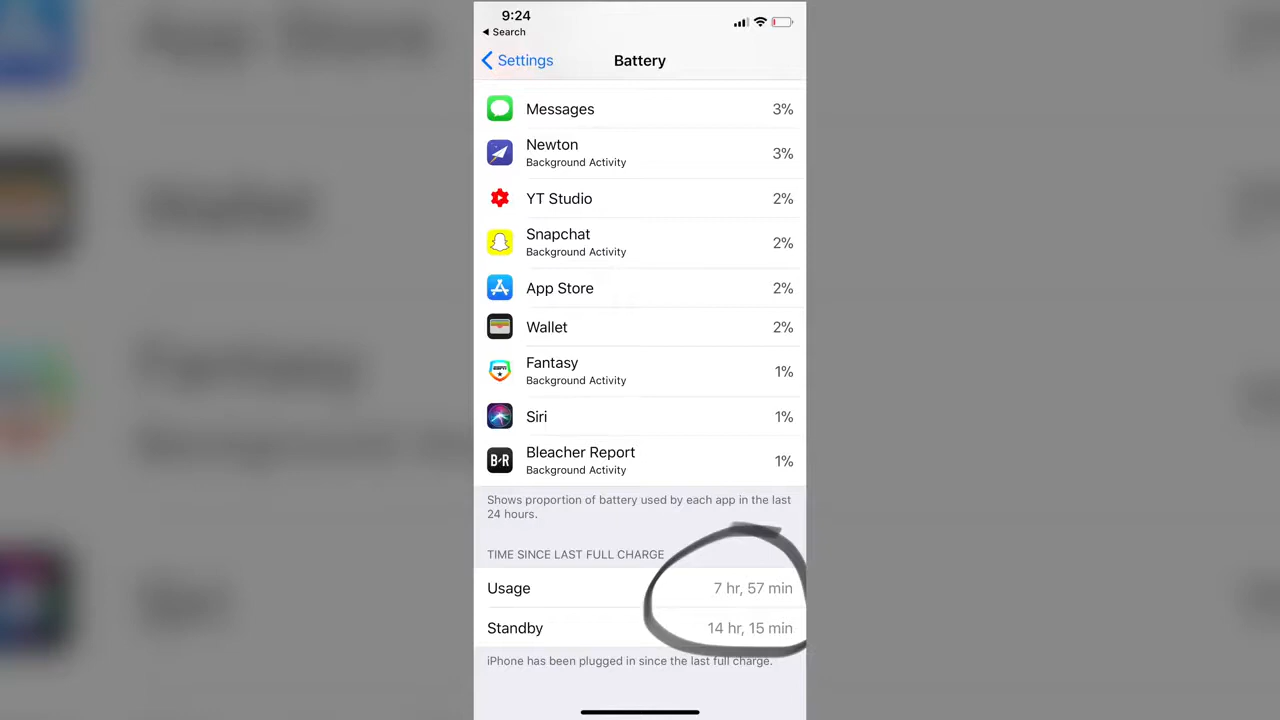 9:24
Search
Settings
Battery
Messages 3%
Newton
Background Activity
3%
YT Studio 2%
Snapchat
Background Activity
2%
App Store 2%
Wallet 2%
ESPN
Fantasy
Background Activity
1%
Siri 1%
B/R
Bleacher Report
Background Activity
1%
Shows proportion of battery used by each app in the last
24 hours.
TIME SINCE LAST FULL CHARGE
Usage 7 hr, 57 min
Standby 14 hr, 15 min
iPhone has been plugged in since the last full charge.